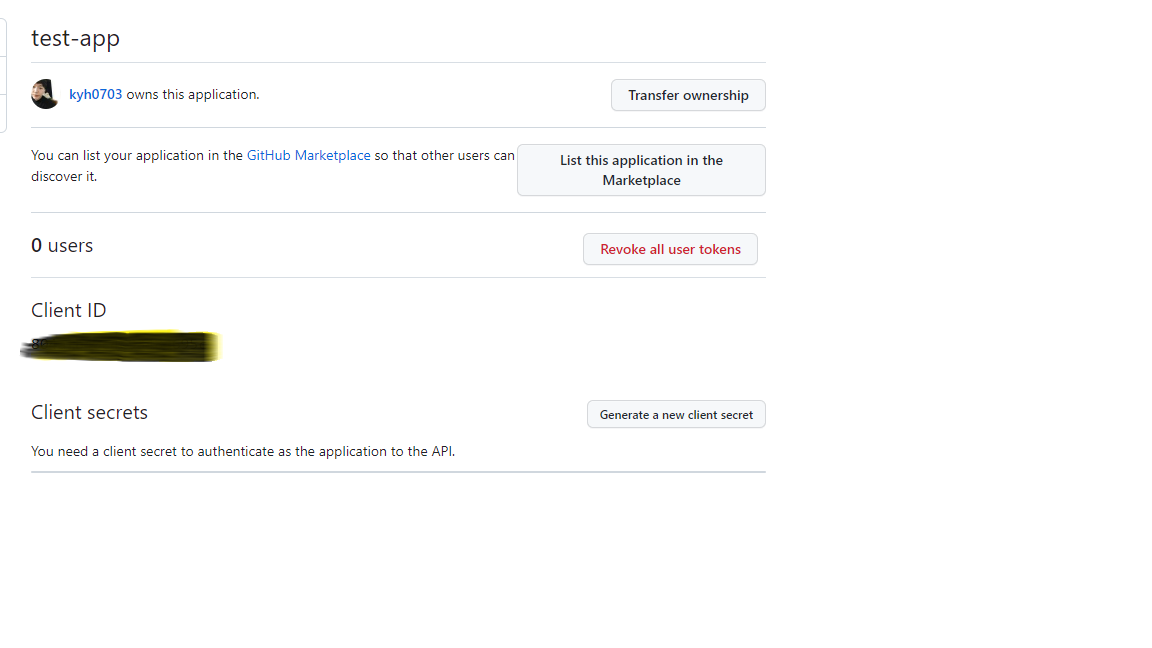 test-app
kyh0703 owns this application.
Transfer ownership
You can list your application in the GitHub Marketplace so that other users can
discover it.
List this application in the
Marketplace
0 users
Revoke all user tokens
Client ID
Client secrets
Generate a new client secret
You need a client secret to authenticate as the application to the API.